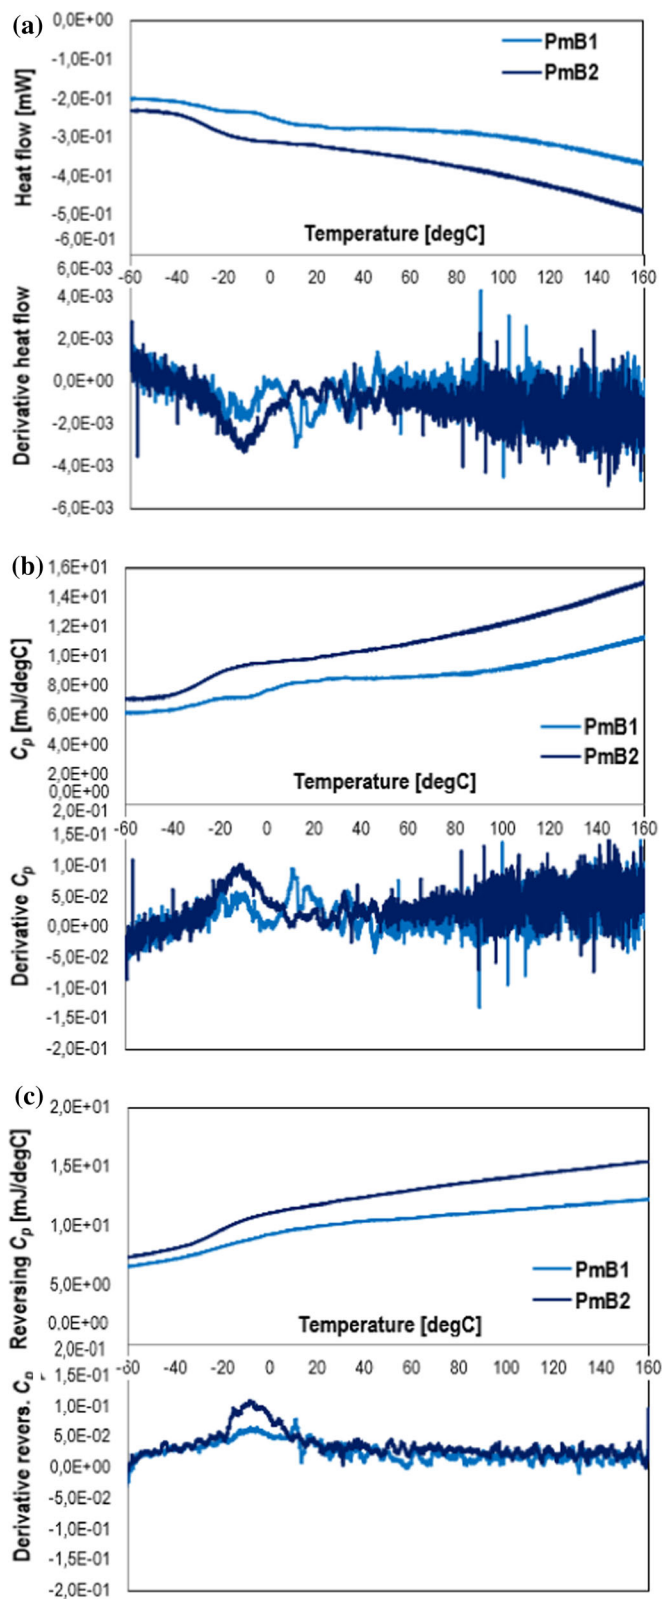 (a)
0,0E+00
-1,0E-01
-2,0E-01
-3,0E-01
-4,0E-01
-5,0E-01
-6,0E-01
Heat flow [mW]
PmB1
PmB2
Temperature [degC]
-60 -40 -20 0 20 40 60 80 100 120 140 160
6,0E-03
4,0E-03
2,0E-03
0,0E+00
-2,0E-03
-4,0E-03
-6,0E-03
Derivative heat flow
(b)
1,6E+01
1,4E+01
1,2E+01
1,0E+01
8,0E+00
6,0E+00
4,0E+00
2,0E+00
0,0E+00
Cp [mJ/degC]
PmB1
PmB2
Temperature [degC]
-60 -40 -20 0 20 40 60 80 100 120 140 160
2,0E-01
1,5E-01
1,0E-01
5,0E-02
0,0E+00
-5,0E-02
-1,0E-01
-1,5E-01
-2,0E-01
Derivative Cp
(c)
2,0E+01
1,5E+01
1,0E+01
5,0E+00
0,0E+00
Reversing Cp [mJ/degC]
PmB1
PmB2
Temperature [degC]
-60 -40 -20 0 20 40 60 80 100 120 140 160
2,0E-01
1,5E-01
1,0E-01
5,0E-02
0,0E+00
-5,0E-02
-1,0E-01
-1,5E-01
-2,0E-01
Derivative revers. Cp